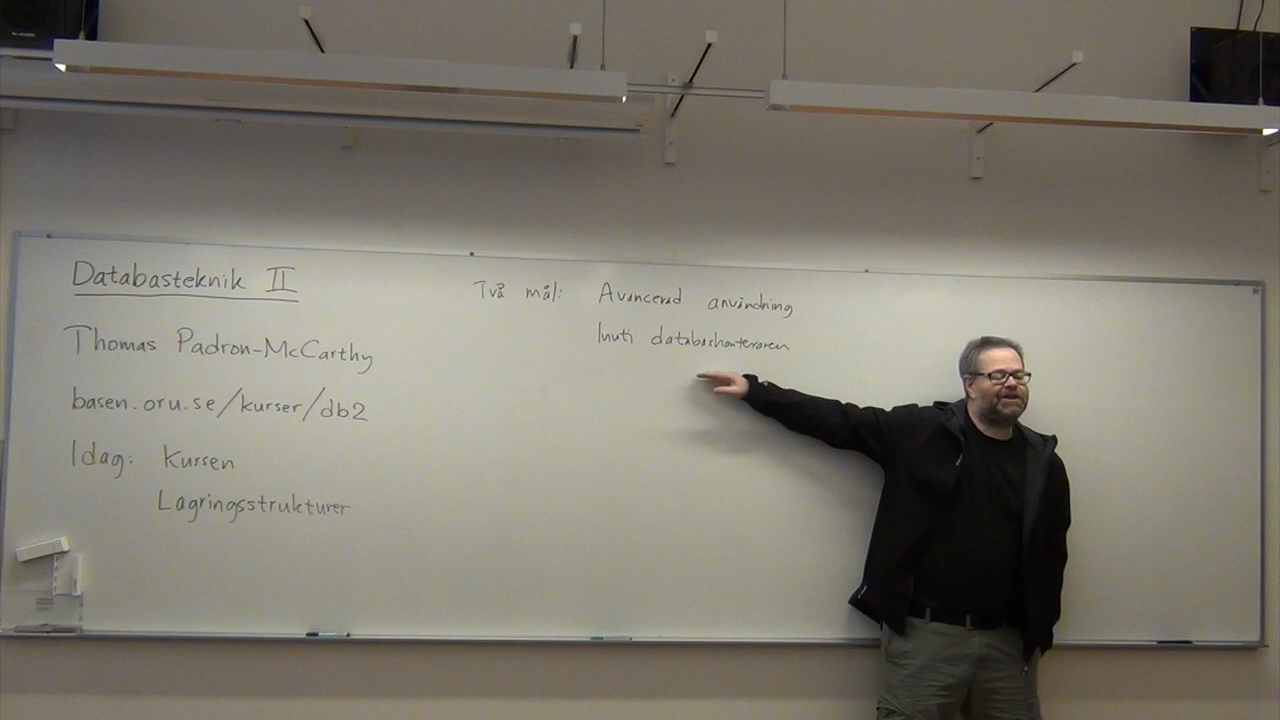 Databasteknik II
Thomas Padron-McCarthy
basen.oru.se/kurser/db2
Idag: Kursen
Lagringsstrukturer
Två mål: Avancerad användning
Inuti databashanteraren